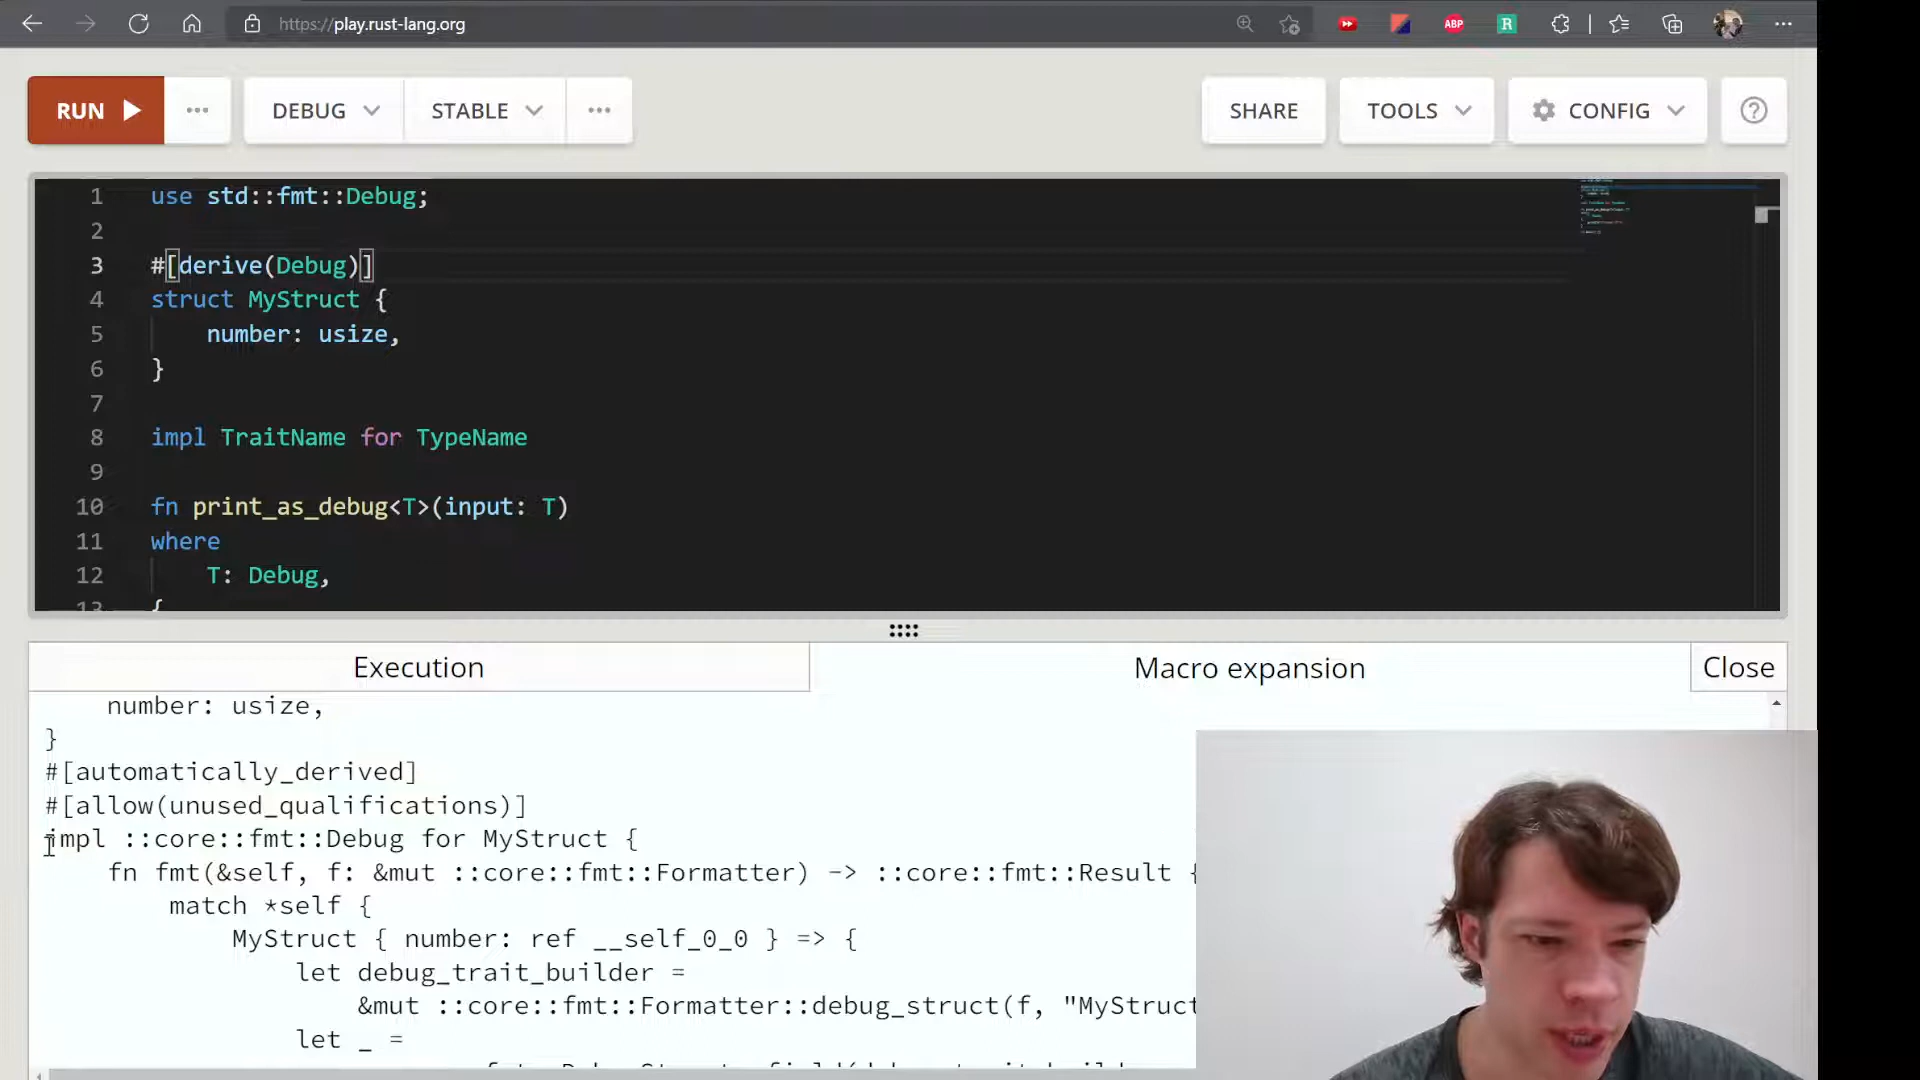 https://play.rust-lang.org
ABP
R
RUN
DEBUG
STABLE
SHARE
TOOLS
CONFIG
1 use std::fmt::Debug;
2
3 #[derive(Debug)]
4 struct MyStruct {
5 number: usize,
6 }
7
8 impl TraitName for TypeName
9
10 fn print_as_debug<T>(input: T)
11 where
12 T: Debug,
13 {
Execution
Macro expansion
Close
number: usize,
}
#[automatically_derived]
#[allow(unused_qualifications)]
impl ::core::fmt::Debug for MyStruct {
fn fmt(&self, f: &mut ::core::fmt::Formatter) -> ::core::fmt::Result {
match *self {
MyStruct { number: ref __self_0_0 } => {
let debug_trait_builder =
&mut ::core::fmt::Formatter::debug_struct(f, "MyStruct
let _ =